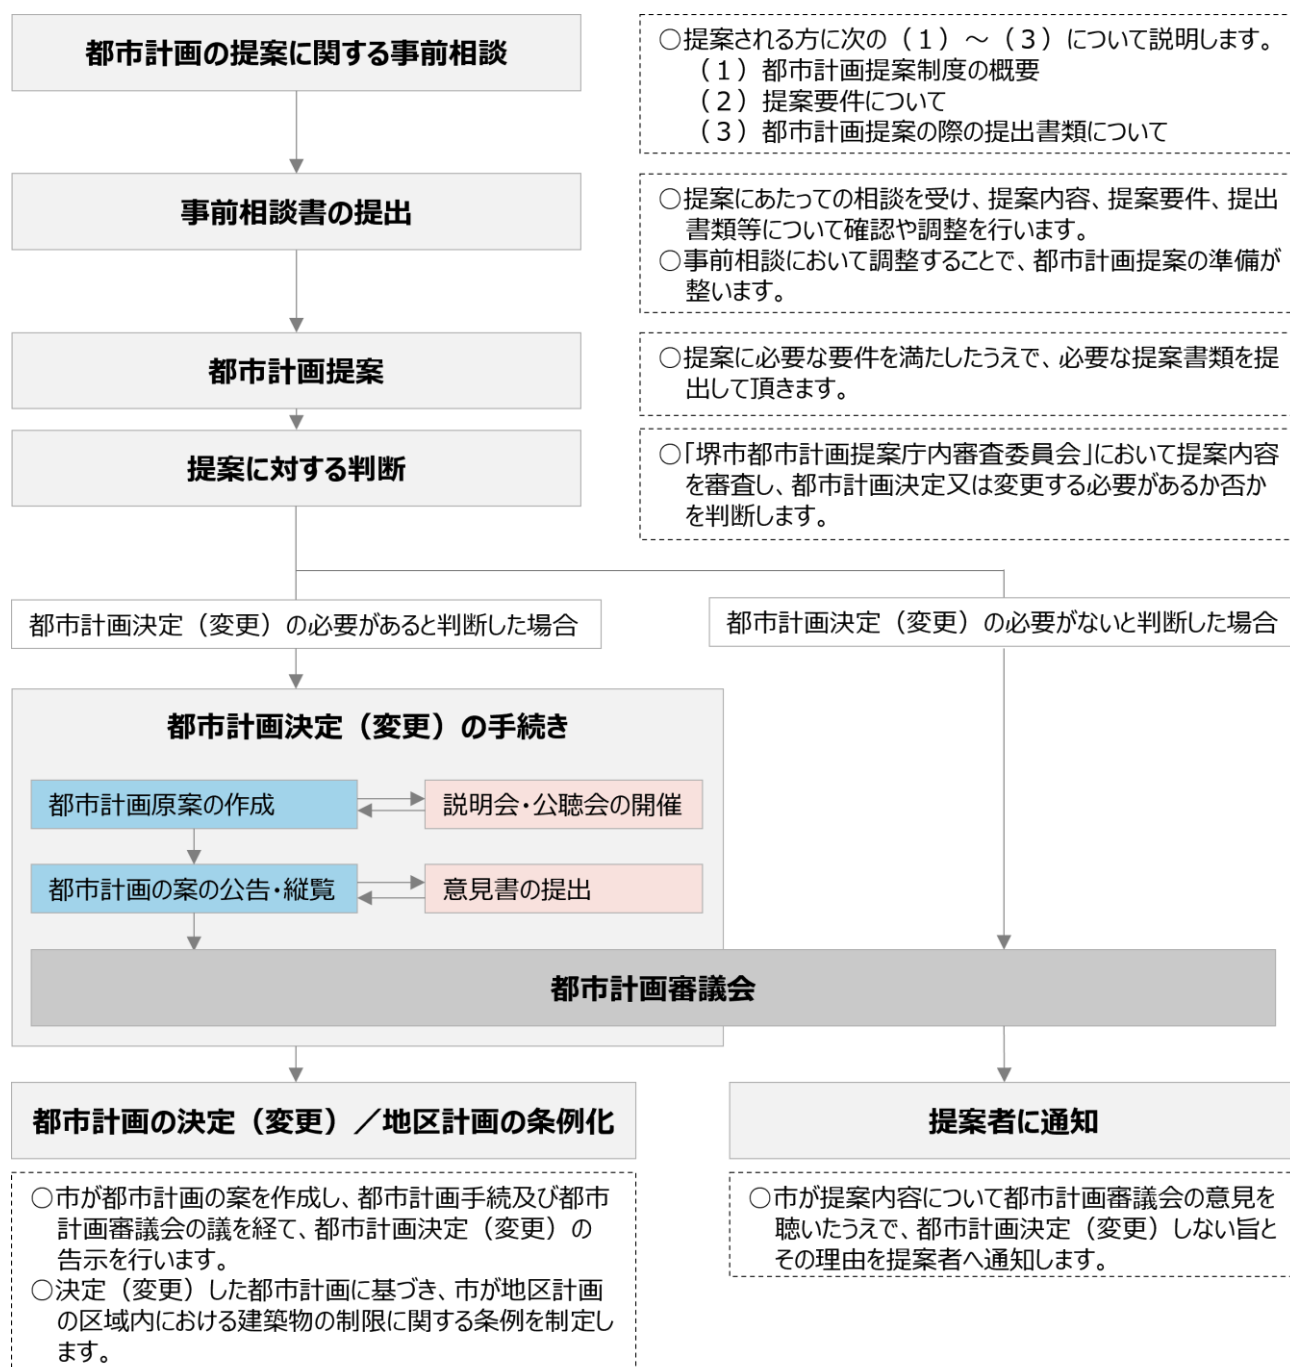 都市計画の提案に関する事前相談
○提案される方に次の（１）～（３）について説明します。
（１）都市計画提案制度の概要
（２）提案要件について
（３）都市計画提案の際の提出書類について
事前相談書の提出
○提案にあたっての相談を受け、提案内容、提案要件、提出
書類等について確認や調整を行います。
○事前相談において調整することで、都市計画提案の準備が
整います。
都市計画提案
○提案に必要な要件を満たしたうえで、必要な提案書類を提
出して頂きます。
提案に対する判断
○「堺市都市計画提案庁内審査委員会」において提案内容
を審査し、都市計画決定又は変更する必要があるか否か
を判断します。
都市計画決定（変更）の必要があると判断した場合
都市計画決定（変更）の必要がないと判断した場合
都市計画決定（変更）の手続き
都市計画原案の作成
説明会・公聴会の開催
都市計画の案の公告・縦覧
意見書の提出
都市計画審議会
都市計画の決定（変更）／地区計画の条例化
○市が都市計画の案を作成し、都市計画手続及び都市
計画審議会の議を経て、都市計画決定（変更）の
告示を行います。
○決定（変更）した都市計画に基づき、市が地区計画
の区域内における建築物の制限に関する条例を制定し
ます。
提案者に通知
○市が提案内容について都市計画審議会の意見を
聴いたうえで、都市計画決定（変更）しない旨と
その理由を提案者へ通知します。